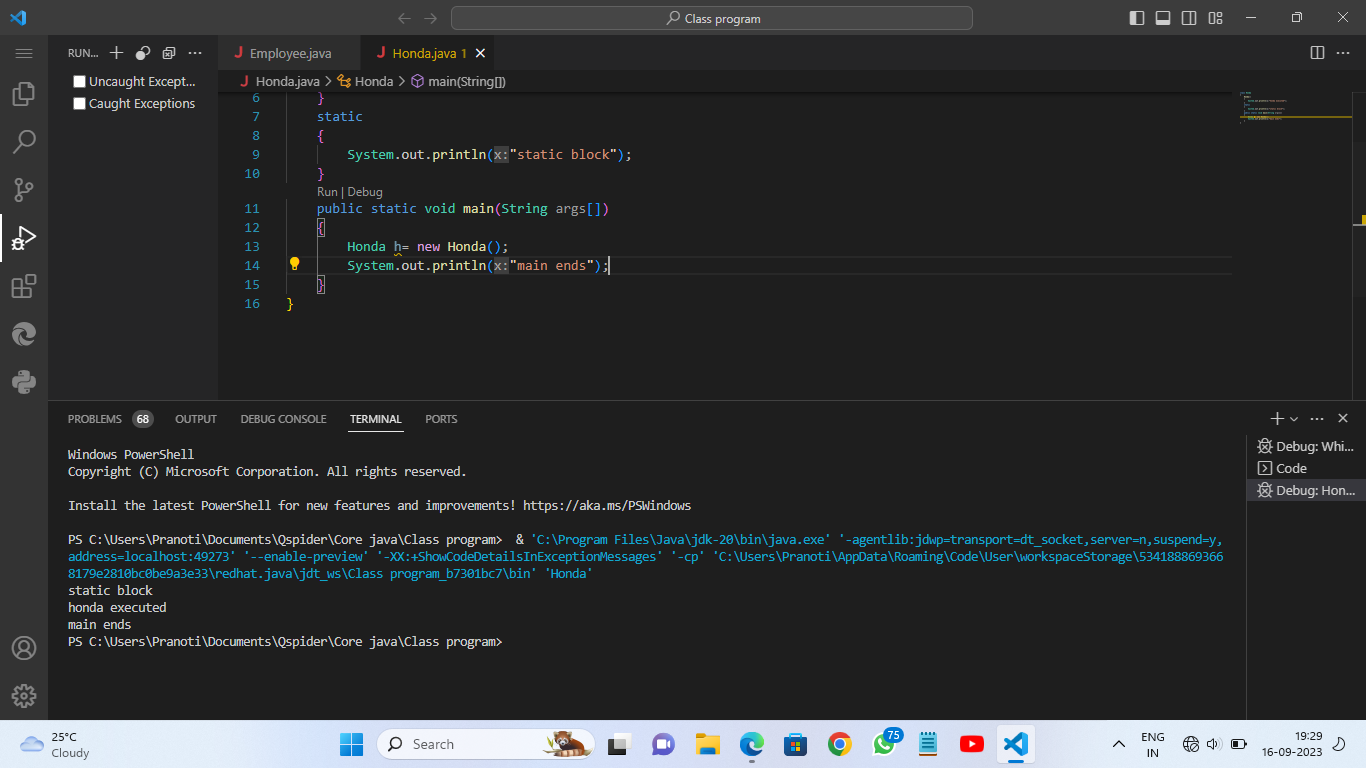 Class program
RUN...
Employee.java
Honda.java 1
Uncaught Except...
Caught Exceptions
Honda.java > Honda > main(String[])
6 }
7 static
8 {
9 System.out.println(x:"static block");
10 }
Run | Debug
11 public static void main(String args[])
12 {
13 Honda h= new Honda();
14 System.out.println(x:"main ends");
15 }
16 }
PROBLEMS 68 OUTPUT DEBUG CONSOLE TERMINAL PORTS
Windows PowerShell
Copyright (C) Microsoft Corporation. All rights reserved.
Install the latest PowerShell for new features and improvements! https://aka.ms/PSWindows
PS C:\Users\Pranoti\Documents\Qspider\Core java\Class program>  & 'C:\Program Files\Java\jdk-20\bin\java.exe' '-agentlib:jdwp=transport=dt_socket,server=n,suspend=y,
address=localhost:49273' '--enable-preview' '-XX:+ShowCodeDetailsInExceptionMessages' '-cp' 'C:\Users\Pranoti\AppData\Roaming\Code\User\workspaceStorage\534188869366
8179e2810bc0be9a3e33\redhat.java\jdt_ws\Class program_b7301bc7\bin' 'Honda'
static block
honda executed
main ends
PS C:\Users\Pranoti\Documents\Qspider\Core java\Class program>
Debug: Whi...
Code
Debug: Hon...
25°C
Cloudy
Search
75
ENG
IN
19:29
16-09-2023